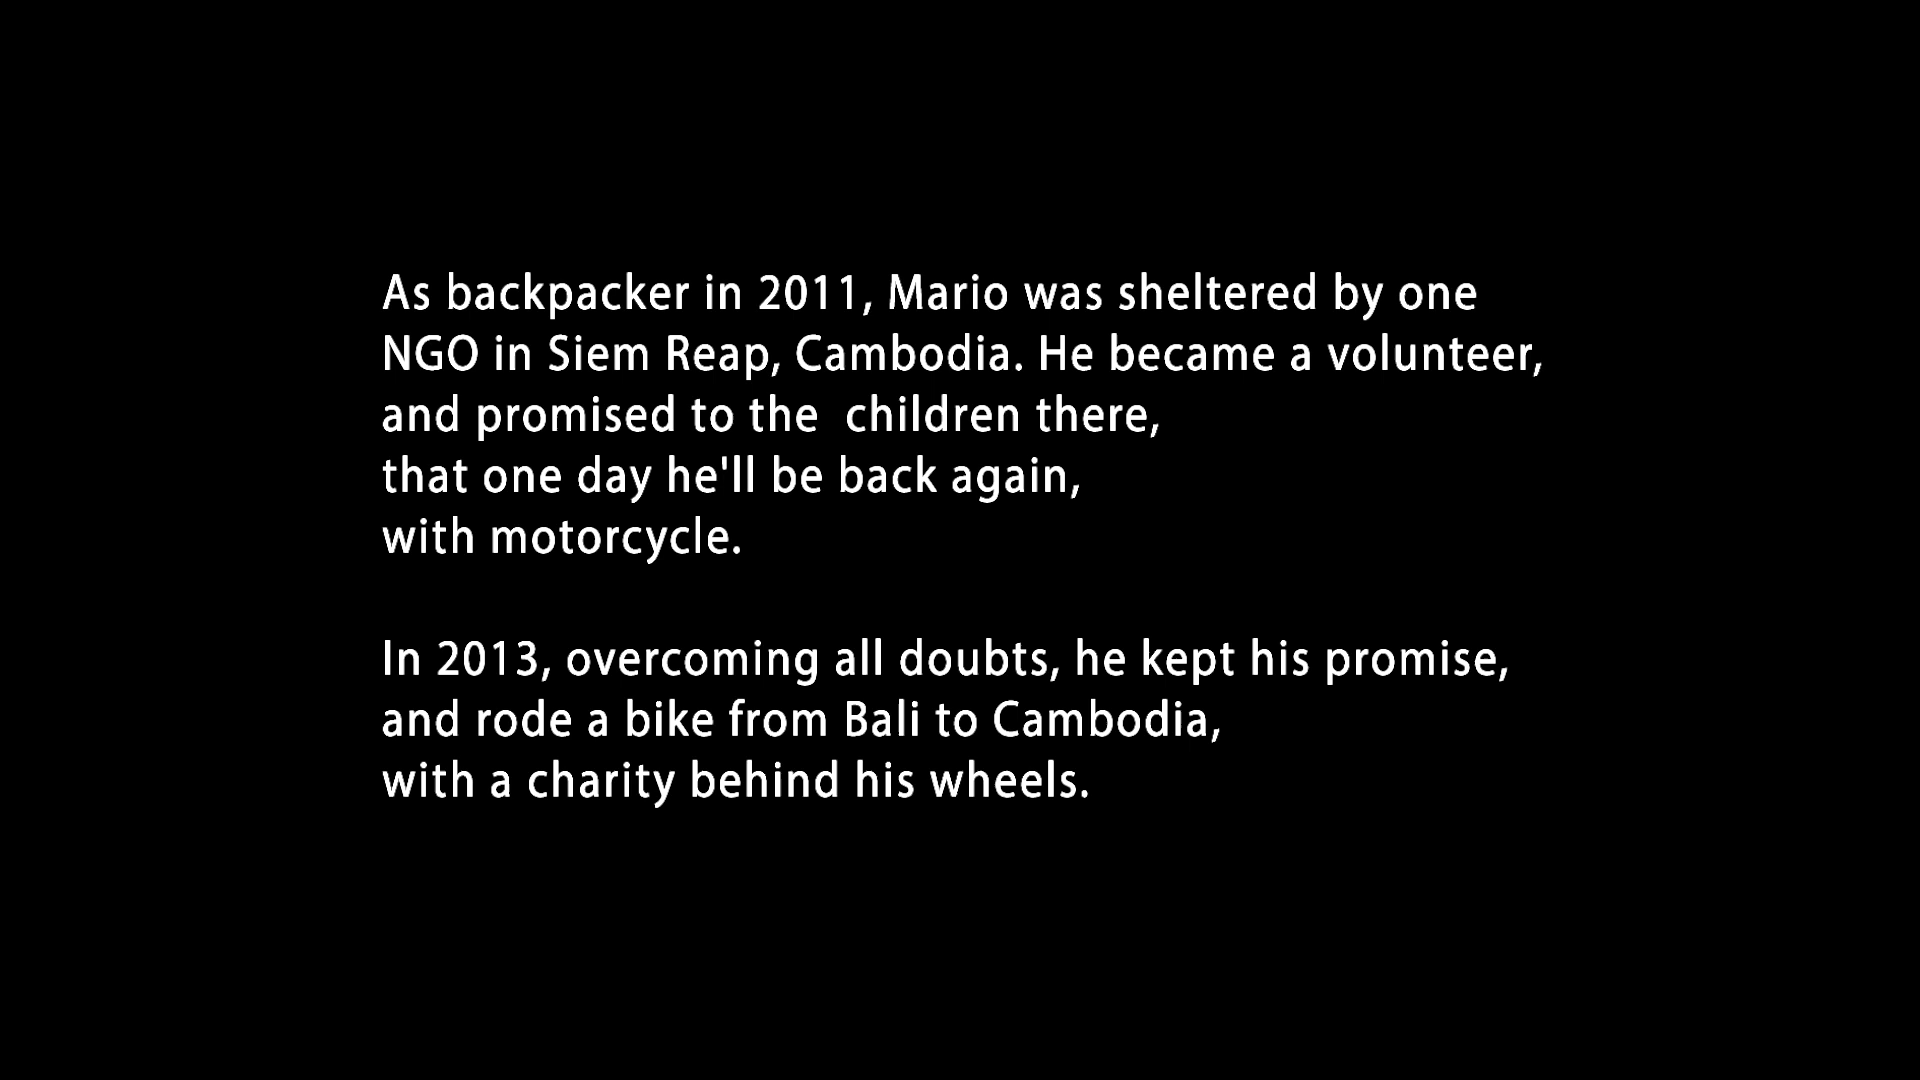 As backpacker in 2011, Mario was sheltered by one
NGO in Siem Reap, Cambodia. He became a volunteer,
and promised to the  children there,
that one day he'll be back again,
with motorcycle.
In 2013, overcoming all doubts, he kept his promise,
and rode a bike from Bali to Cambodia,
with a charity behind his wheels.